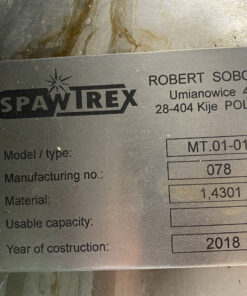 SPAWTREX
ROBERT SOBO
Umianowice 4
28-404 Kije POL
Model / type: MT.01-01
Manufacturing no.: 078
Material: 1,4301
Usable capacity:
Year of costruction: 2018